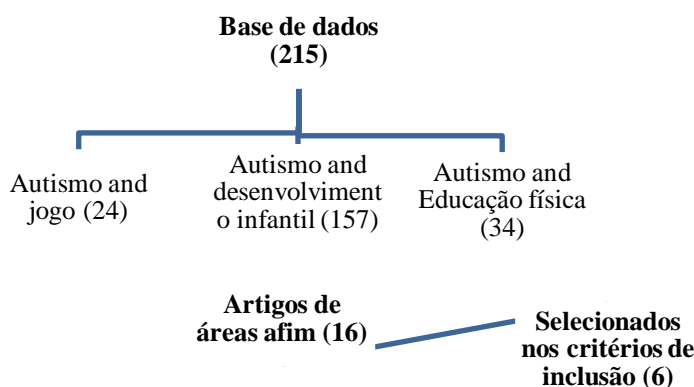 Base de dados
(215)
Autismo and
jogo (24)
Autismo and
desenvolviment
o infantil (157)
Autismo and
Educação física
(34)
Artigos de
áreas afim (16)
Selecionados
nos critérios de
inclusão (6)